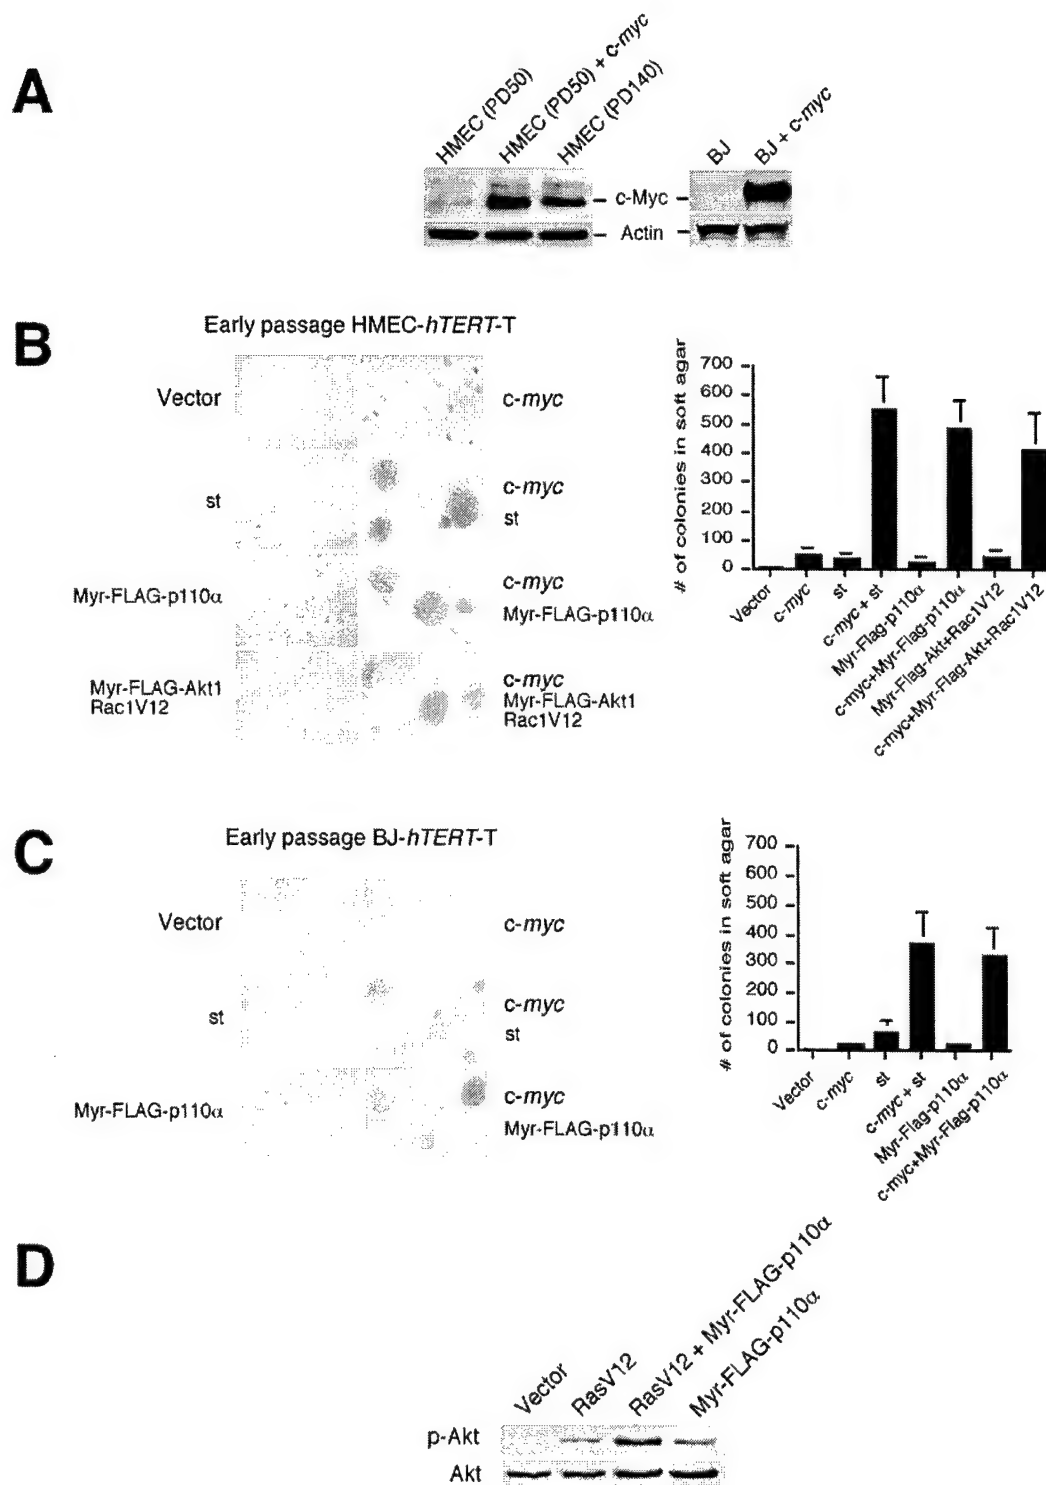 A
HMEC (PD50)
HMEC (PD50) + c-myc
HMEC (PD140)
BJ
BJ + c-myc
c-Myc
Actin
B
Early passage HMEC-hTERT-T
Vector
c-myc
st
c-myc
st
Myr-FLAG-p110α
c-myc
Myr-FLAG-p110α
Myr-FLAG-Akt1
Rac1V12
c-myc
Myr-FLAG-Akt1
Rac1V12
# of colonies in soft agar
700
600
500
400
300
200
100
0
Vector
c-myc
st
c-myc + st
Myr-Flag-p110α
c-myc+Myr-Flag-p110α
Myr-Flag-Akt+Rac1V12
c-myc+Myr-Flag-Akt+Rac1V12
C
Early passage BJ-hTERT-T
Vector
c-myc
st
c-myc
st
Myr-FLAG-p110α
c-myc
Myr-FLAG-p110α
# of colonies in soft agar
700
600
500
400
300
200
100
0
Vector
c-myc
st
c-myc + st
Myr-Flag-p110α
c-myc+Myr-Flag-p110α
D
Vector
RasV12
RasV12 + Myr-FLAG-p110α
Myr-FLAG-p110α
p-Akt
Akt